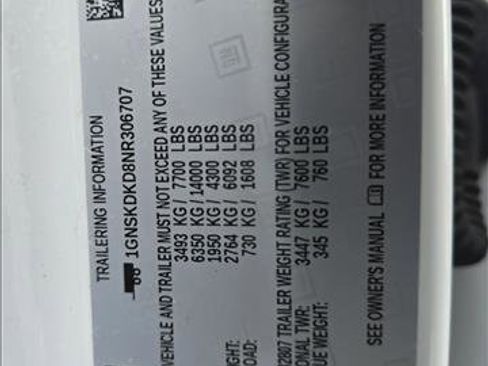 TRAILERING INFORMATION
1GNSKDKD8NR306707
VEHICLE AND TRAILER MUST NOT EXCEED ANY OF THESE VALUES
3493 KG/ 7700 LBS
6350 KG/ 14000 LBS
1950 KG/ 4300 LBS
GHT: 2764 KG/ 6092 LBS
OAD: 730 KG/ 1608 LBS
J2807 TRAILER WEIGHT RATING (TWR) FOR VEHICLE CONFIGURA
ONAL TWR: 3447 KG/ 7600 LBS
UE WEIGHT: 345 KG/ 760 LBS
SEE OWNER'S MANUAL FOR MORE INFORMATION